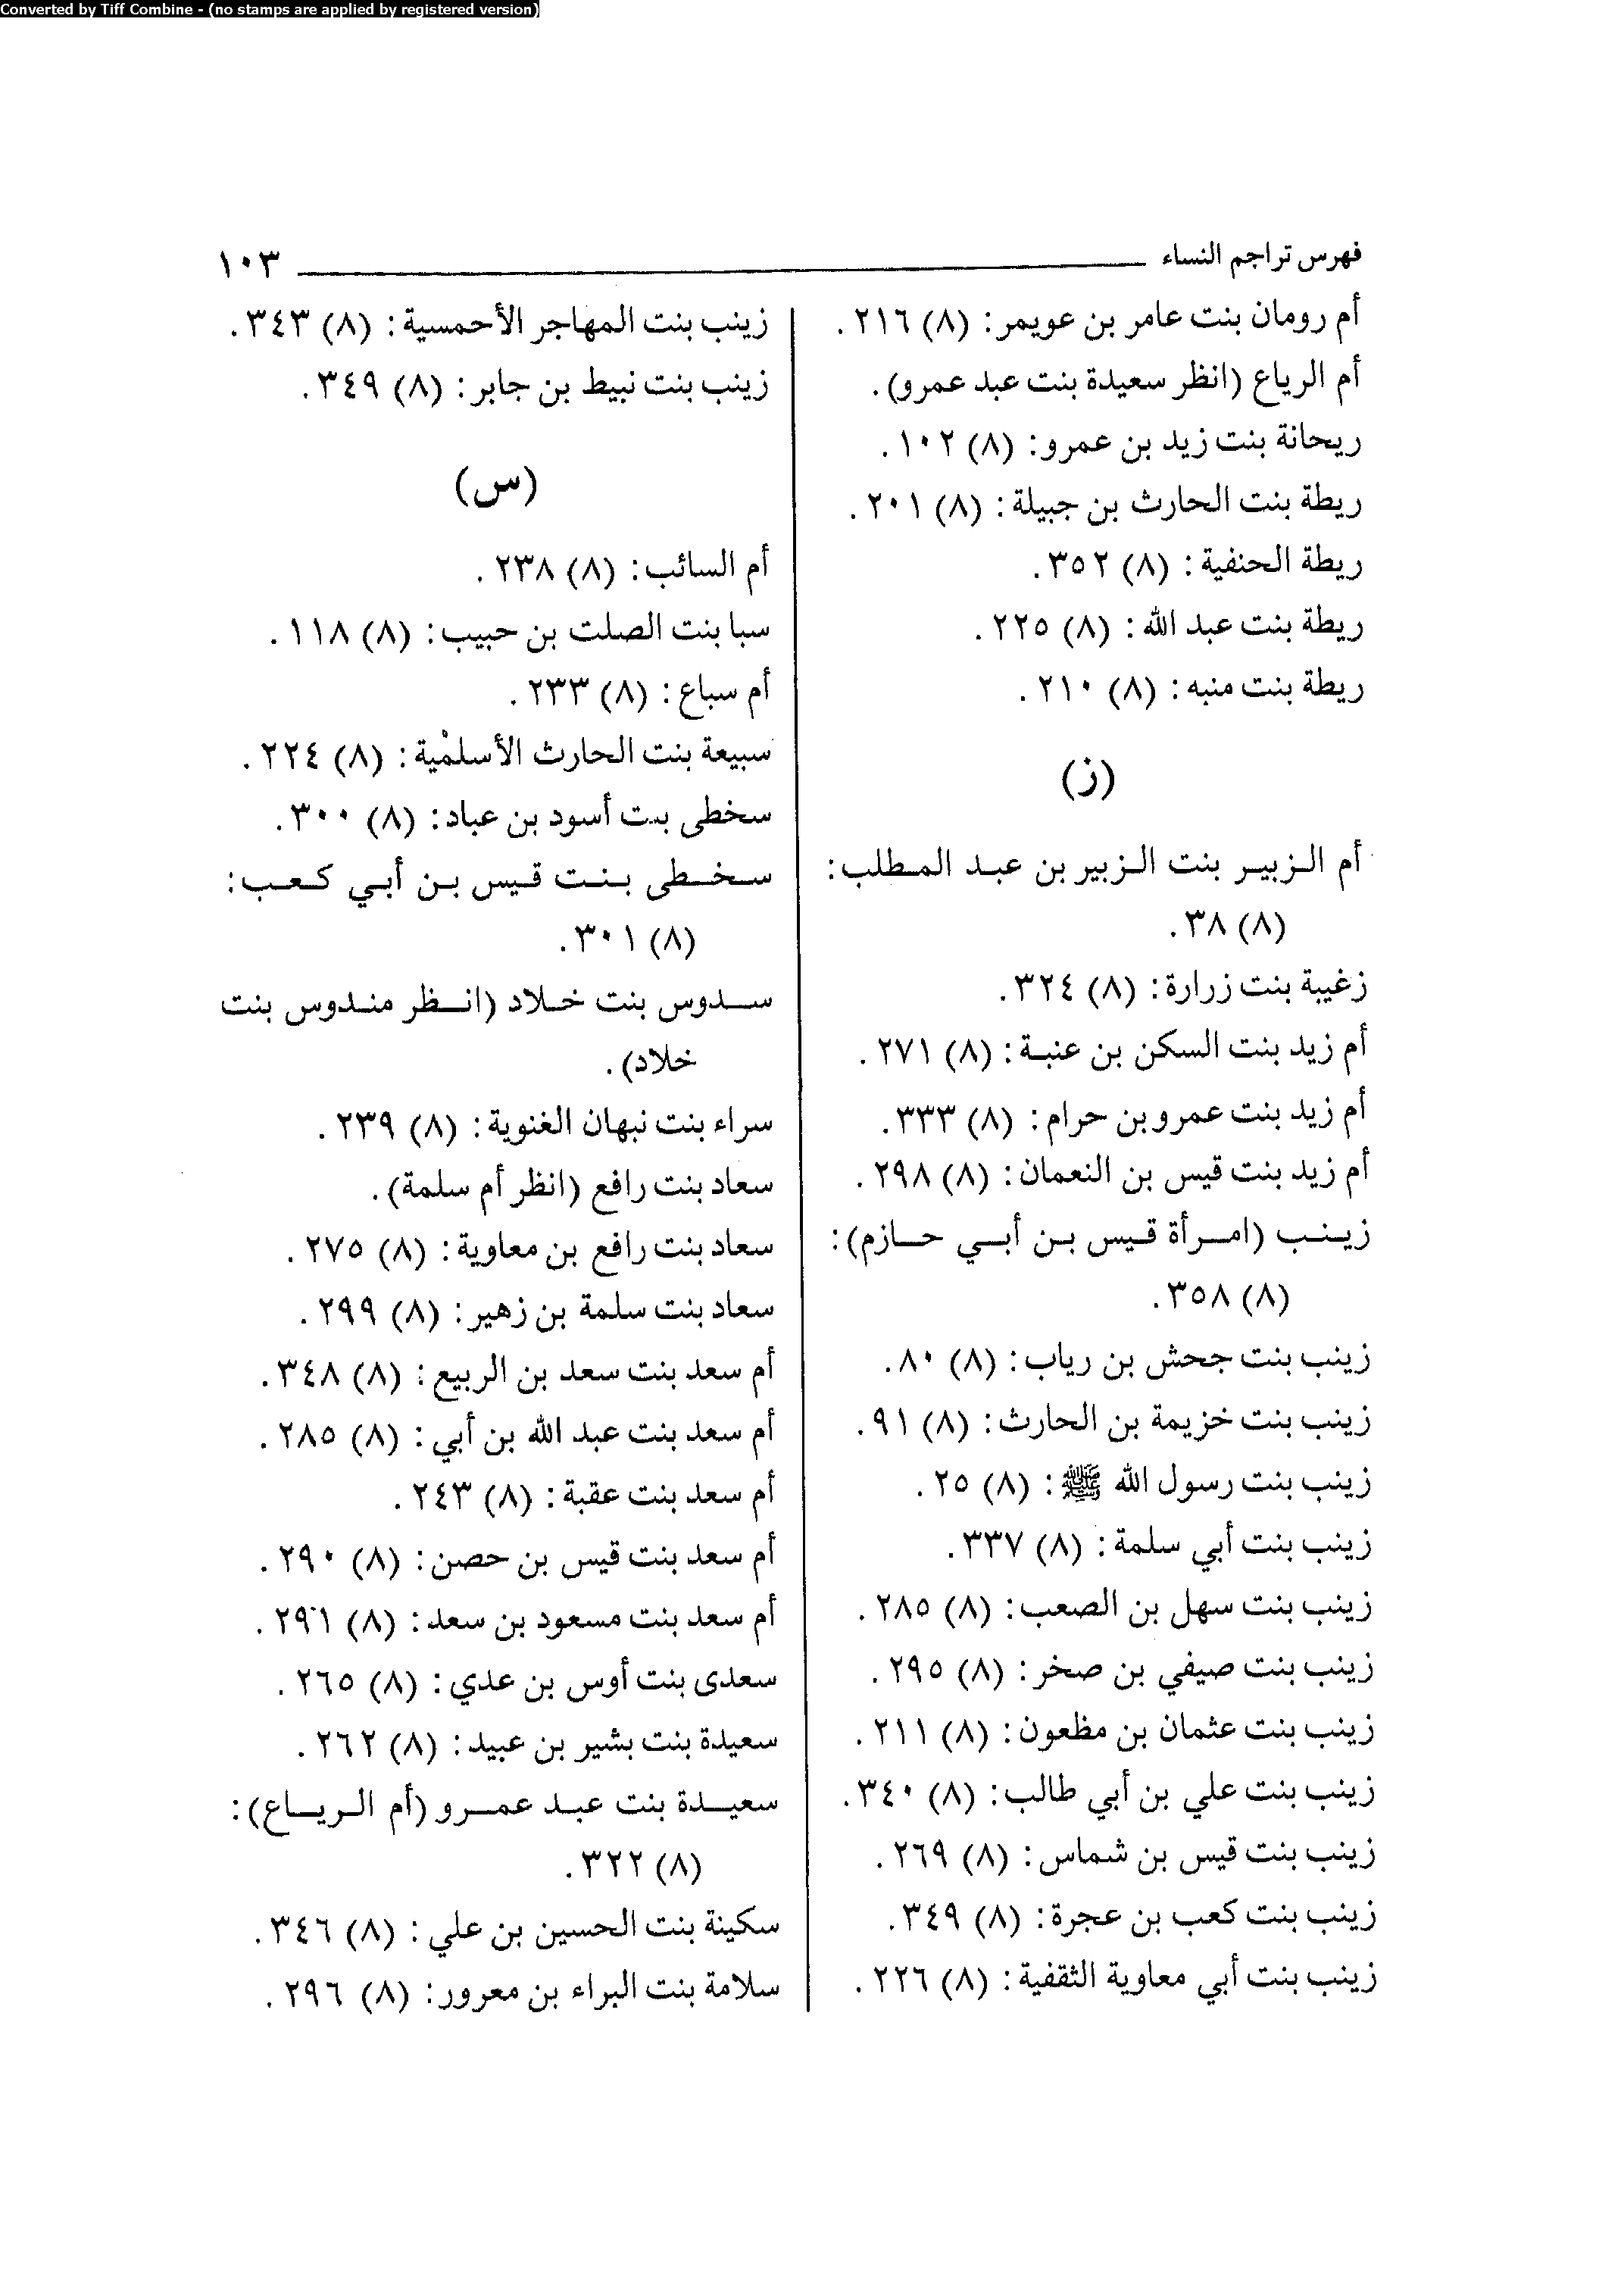 Converted by Tiff Combine - (no stamps are applied by registered version)
فهرس تراجم النساء ١٠٣
أم رومان بنت عامر بن عويمر: (٨) ٢١٦.
أم الرياع (انظر سعيدة بنت عبد عمرو).
ريحانة بنت زيد بن عمرو: (٨) ١٠٢.
ريطة بنت الحارث بن جبيلة: (٨) ٢٠١.
ريطة الحنفية: (٨) ٣٥٢.
ريطة بنت عبد الله: (٨) ٢٢٥.
ريطة بنت منبه: (٨) ٢١٠.
(ز)
أم الزبير بنت الزبير بن عبد المطلب:
(٨) ٣٨.
زغيبة بنت زرارة: (٨) ٣٢٤.
أم زيد بنت السكن بن عنبة: (٨) ٢٧١.
أم زيد بنت عمرو بن حرام: (٨) ٣٣٣.
أم زيد بنت قيس بن النعمان: (٨) ٢٩٨.
زينب (امرأة قيس بن أبي حازم):
(٨) ٣٥٨.
زينب بنت جحش بن رياب: (٨) ٨٠.
زينب بنت خزيمة بن الحارث: (٨) ٩١.
زينب بنت رسول الله ﷺ: (٨) ٢٥.
زينب بنت أبي سلمة: (٨) ٣٣٧.
زينب بنت سهل بن الصعب: (٨) ٢٨٥.
زينب بنت صيفي بن صخر: (٨) ٢٩٥.
زينب بنت عثمان بن مظعون: (٨) ٢١١.
زينب بنت علي بن أبي طالب: (٨) ٣٤٠.
زينب بنت قيس بن شماس: (٨) ٢٦٩.
زينب بنت كعب بن عجرة: (٨) ٣٤٩.
زينب بنت أبي معاوية الثقفية: (٨) ٢٢٦.
زينب بنت المهاجر الأحمسية: (٨) ٣٤٣.
زينب بنت نبيط بن جابر: (٨) ٣٤٩.
(س)
أم السائب: (٨) ٢٣٨.
سبا بنت الصلت بن حبيب: (٨) ١١٨.
أم سباع: (٨) ٢٣٣.
سبيعة بنت الحارث الأسلمْية: (٨) ٢٢٤.
سخطى بنت أسود بن عباد: (٨) ٣٠٠.
سخطى بنت قيس بن أبي كعب:
(٨) ٣٠١.
سدوس بنت خلاد (انظر مندوس بنت
خلاد).
سراء بنت نبهان الغنوية: (٨) ٢٣٩.
سعاد بنت رافع (انظر أم سلمة).
سعاد بنت رافع بن معاوية: (٨) ٢٧٥.
سعاد بنت سلمة بن زهير: (٨) ٢٩٩.
أم سعد بنت سعد بن الربيع: (٨) ٣٤٨.
أم سعد بنت عبد الله بن أبي: (٨) ٢٨٥.
أم سعد بنت عقبة: (٨) ٢٤٣.
أم سعد بنت قيس بن حصن: (٨) ٢٩٠.
أم سعد بنت مسعود بن سعد: (٨) ٢٩١.
سعدى بنت أوس بن عدي: (٨) ٢٦٥.
سعيدة بنت بشير بن عبيد: (٨) ٢٦٢.
سعيدة بنت عبد عمرو (أم الرياع):
(٨) ٣٢٢.
سكينة بنت الحسين بن علي: (٨) ٣٤٦.
سلامة بنت البراء بن معرور: (٨) ٢٩٦.